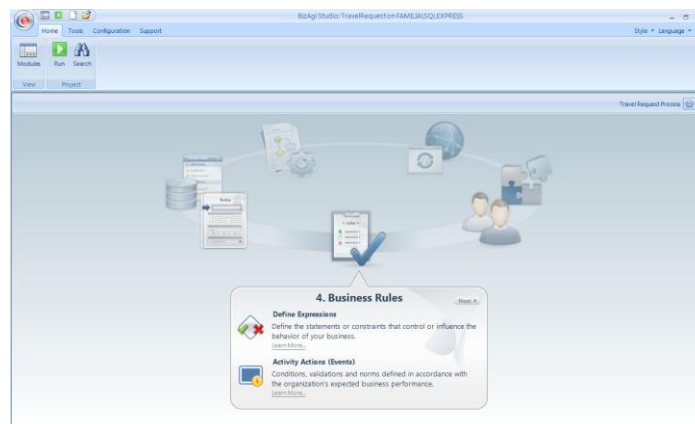 BizAgi Studio: TravelRequest on FAMILIA\SQLEXPRESS
Home Tools Configuration Support
Style Language
Modules Run Search
View Project
Travel Request Process
4. Business Rules
Next
Define Expressions
Define the statements or constraints that control or influence the
behavior of your business.
Learn More..
Activity Actions (Events)
Conditions, validations and norms defined in accordance with
the organization's expected business performance.
Learn More..